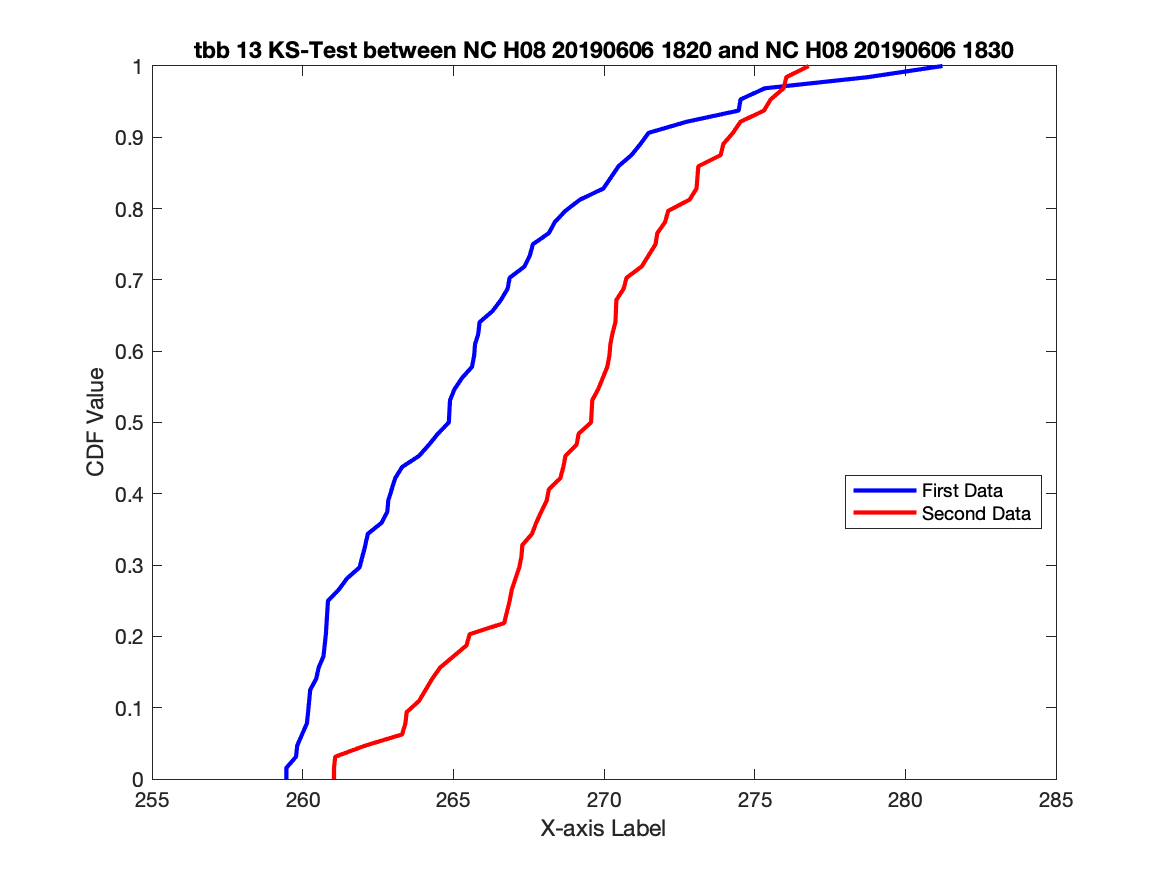 tbb 13 KS-Test between NC H08 20190606 1820 and NC H08 20190606 1830
1
0.9
0.8
0.7
0.6
0.5
0.4
0.3
0.2
0.1
0
CDF Value
First Data
Second Data
255 260 265 270 275 280 285
X-axis Label